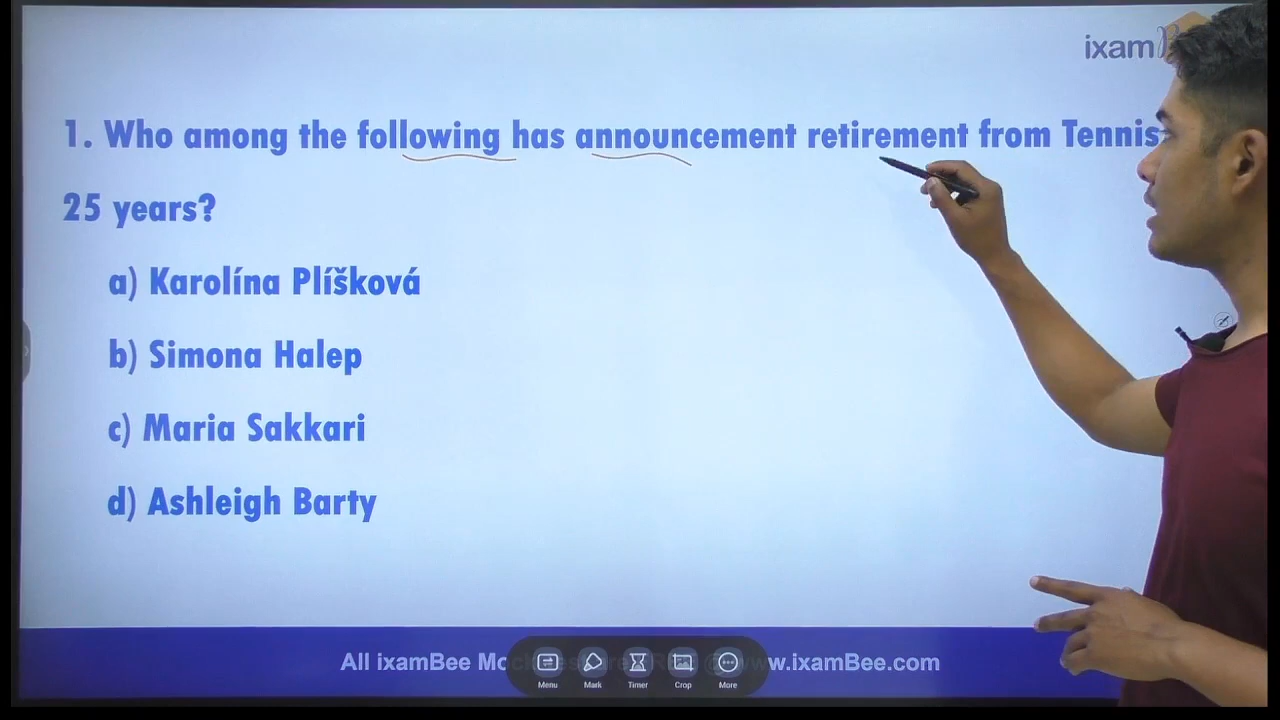 ixam
1. Who among the following has announcement retirement from Tennis
25 years?
a) Karolína Plíšková
b) Simona Halep
c) Maria Sakkari
d) Ashleigh Barty
All ixamBee www.ixamBee.com
Menu Mark Timer Crop More